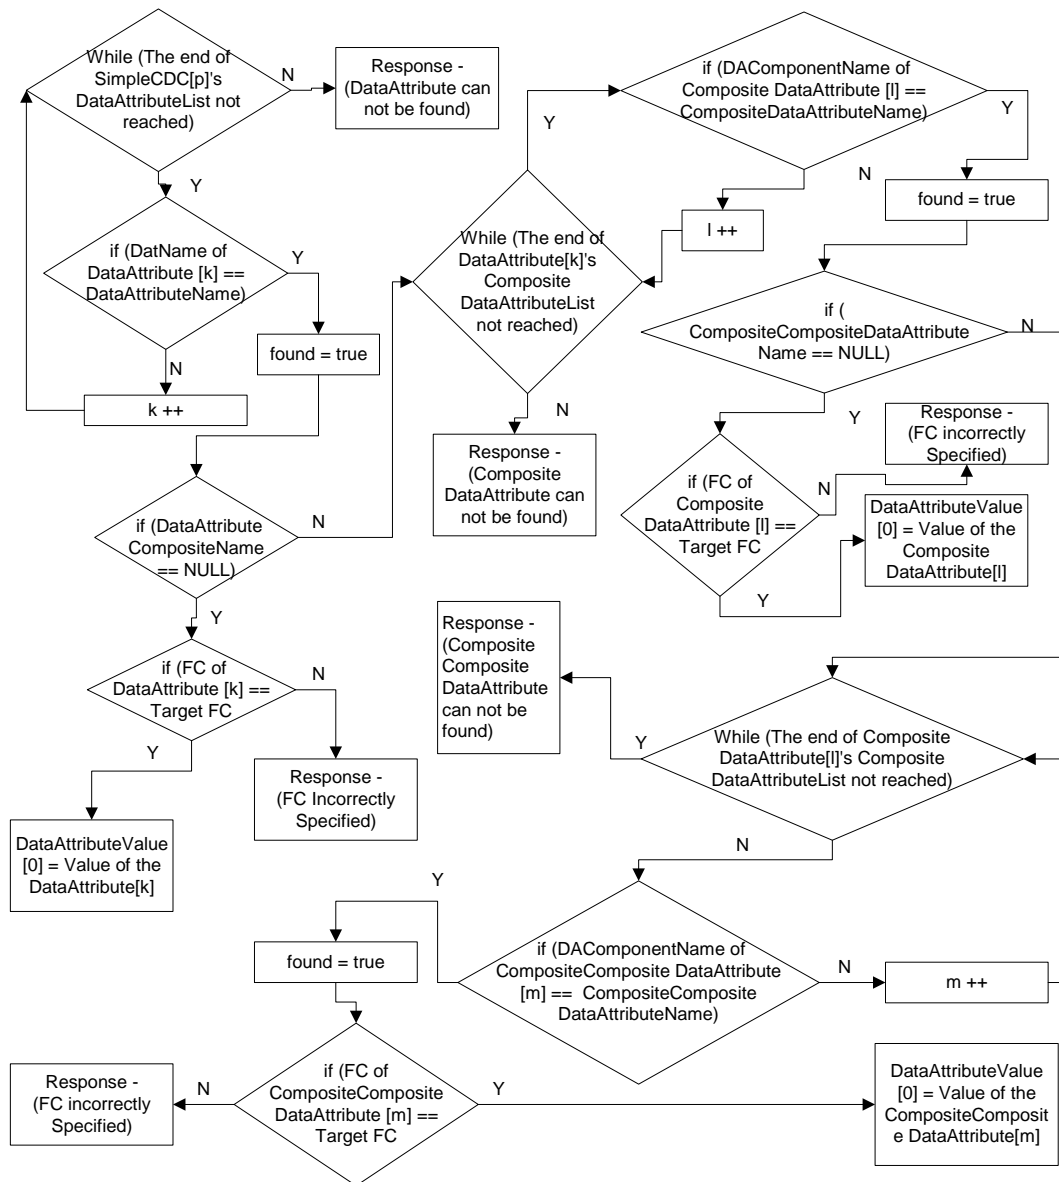 While (The end of
SimpleCDC[p]'s
DataAttributeList not
reached)
N
Response -
(DataAttribute can
not be found)
Y
if (DatName of
DataAttribute [k] ==
DataAttributeName)
Y
found = true
N
k ++
if (DataAttribute
CompositeName
== NULL)
N
Y
if (FC of
DataAttribute [k] ==
Target FC
N
Y
Response -
(FC Incorrectly
Specified)
DataAttributeValue
[0] = Value of the
DataAttribute[k]
While (The end of
DataAttribute[k]'s
Composite
DataAttributeList
not reached)
Y
N
Response -
(Composite
DataAttribute can
not be found)
if (DAComponentName of
Composite DataAttribute [l] ==
CompositeDataAttributeName)
Y
N
l ++
found = true
if (
CompositeCompositeDataAttribute
Name == NULL)
N
Y
if (FC of
Composite
DataAttribute [l] ==
Target FC
N
Response -
(FC incorrectly
Specified)
Y
DataAttributeValue
[0] = Value of the
Composite
DataAttribute[l]
While (The end of Composite
DataAttribute[l]'s Composite
DataAttributeList not reached)
Y
Response -
(Composite
Composite
DataAttribute
can not be
found)
N
if (DAComponentName of
CompositeComposite DataAttribute
[m] ==  CompositeComposite
DataAttributeName)
N
m ++
Y
found = true
if (FC of
CompositeComposite
DataAttribute [m] ==
Target FC
N
Response -
(FC incorrectly
Specified)
Y
DataAttributeValue
[0] = Value of the
CompositeComposit
e DataAttribute[m]